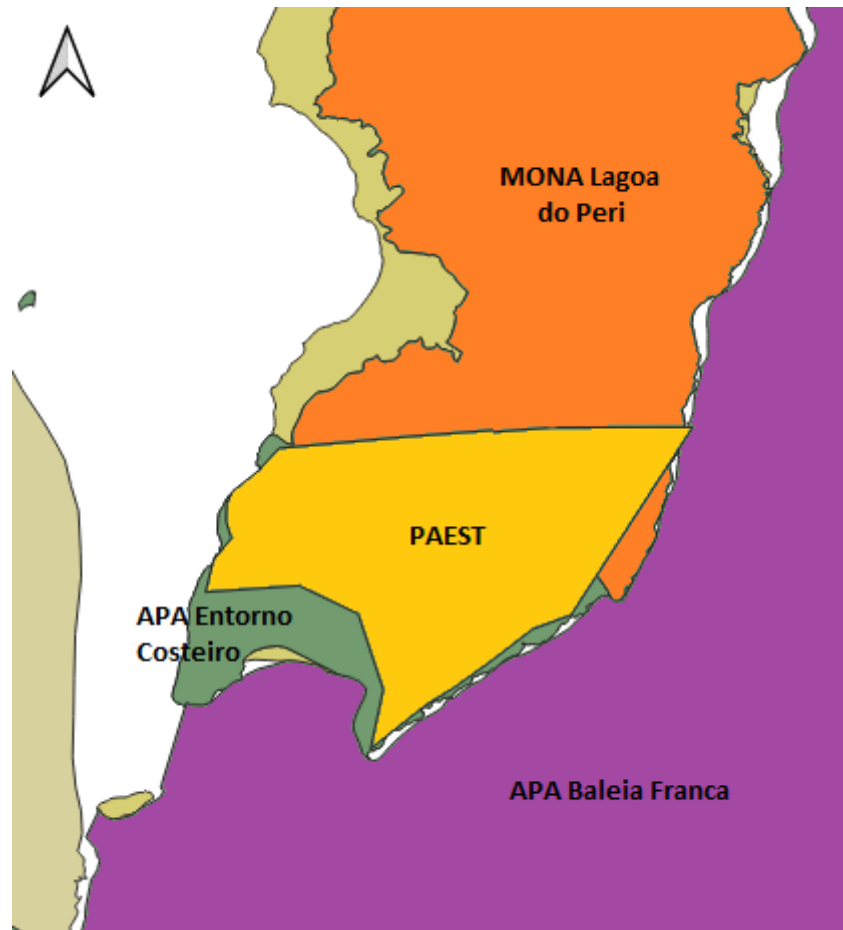 MONA Lagoa
do Peri
PAEST
APA Entorno
Costeiro
APA Baleia Franca